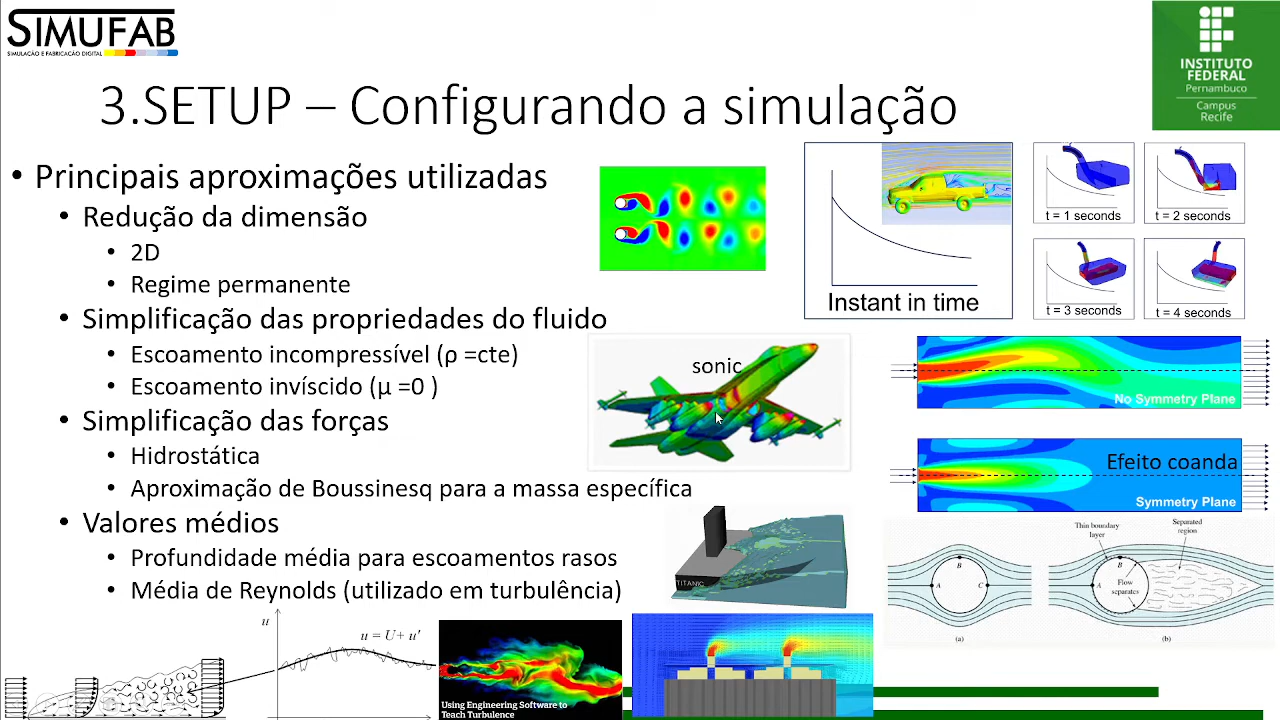 SIMUFAB
SIMULAÇÃO E FABRICAÇÃO DIGITAL
INSTITUTO
FEDERAL
Pernambuco
Campus
Recife
3.SETUP – Configurando a simulação
• Principais aproximações utilizadas
• Redução da dimensão
• 2D
• Regime permanente
• Simplificação das propriedades do fluido
• Escoamento incompressível (ρ =cte)
• Escoamento invíscido (μ =0 )
• Simplificação das forças
• Hidrostática
• Aproximação de Boussinesq para a massa específica
• Valores médios
• Profundidade média para escoamentos rasos
• Média de Reynolds (utilizado em turbulência)
Instant in time
t = 1 seconds
t = 2 seconds
t = 3 seconds
t = 4 seconds
sonic
No Symmetry Plane
Efeito coanda
Symmetry Plane
TITANIC
Thin boundary
layer
Separated
region
B
A
C
(a)
B
A
Flow
separates
(b)
u
u = U+ u'
Using Engineering Software to
Teach Turbulence